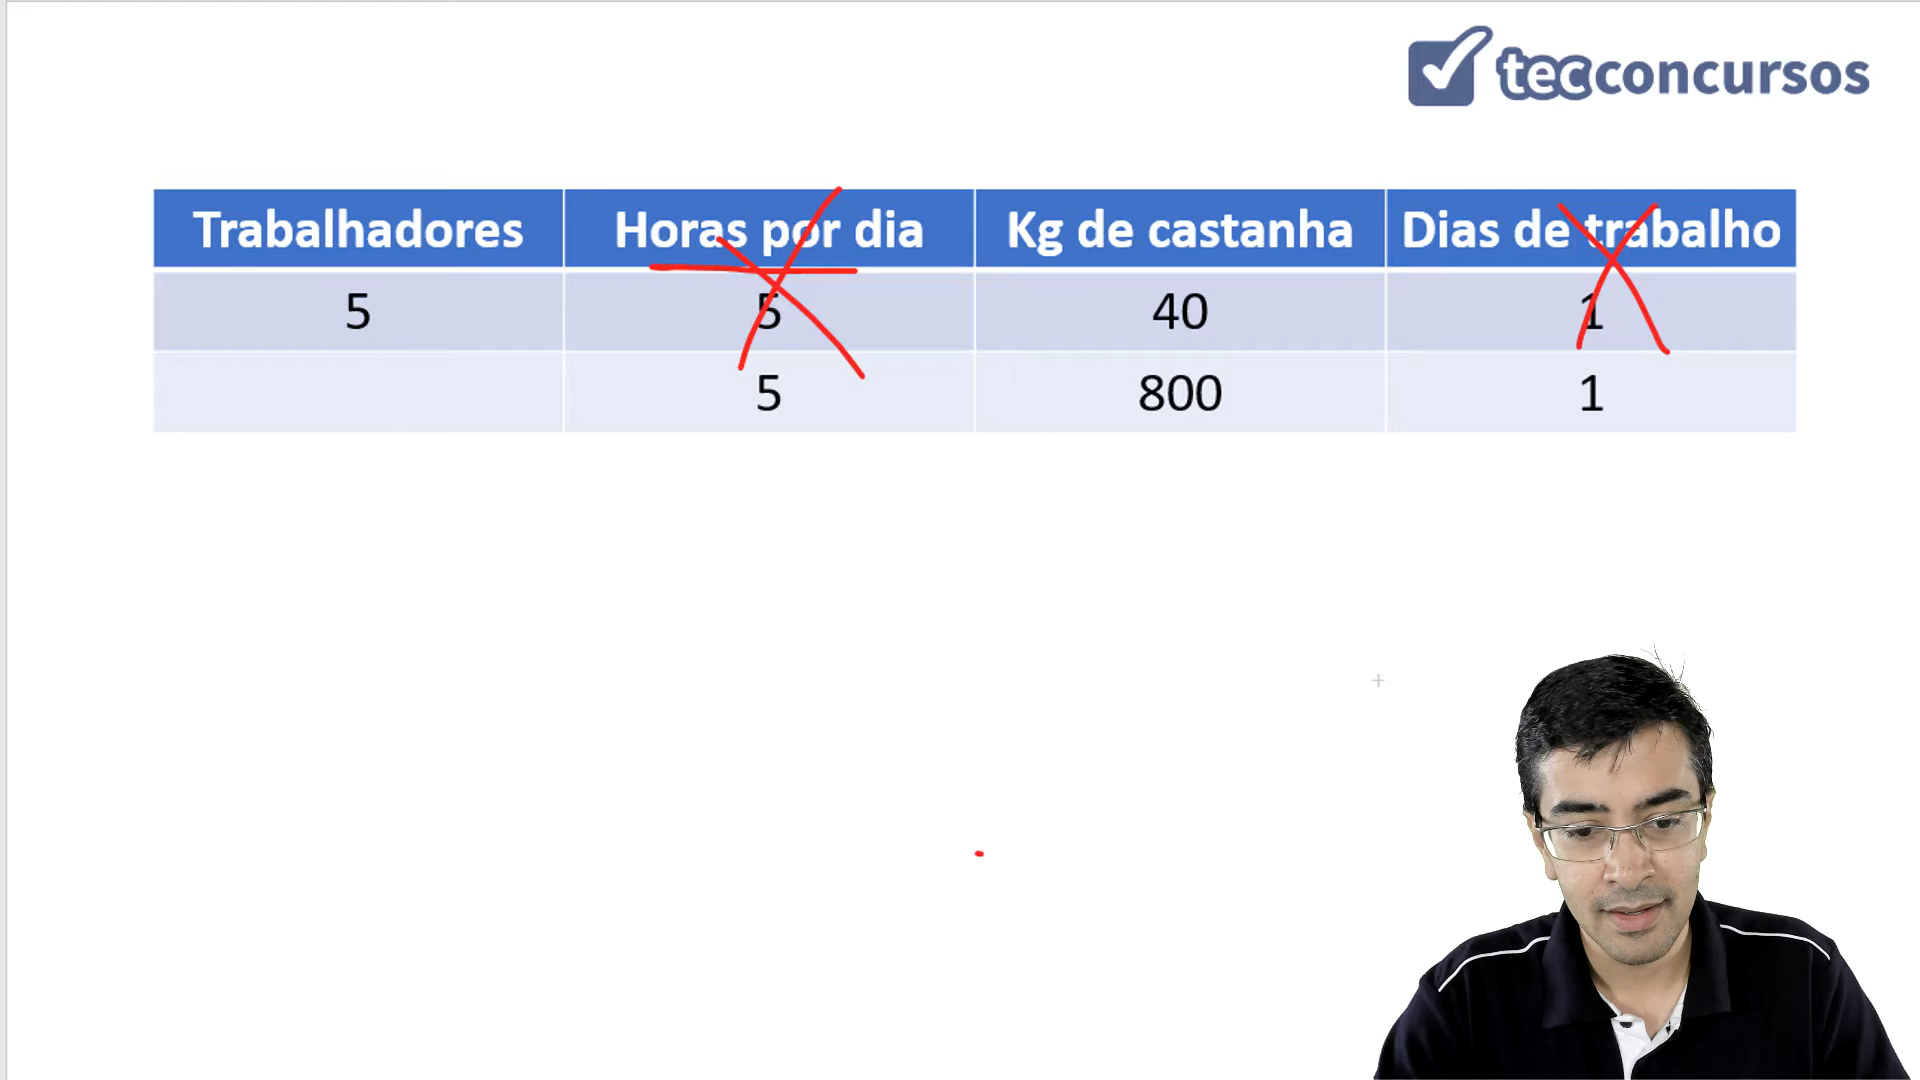 tecconcursos
Trabalhadores Horas por dia Kg de castanha Dias de trabalho
5 5 40 1
5 800 1